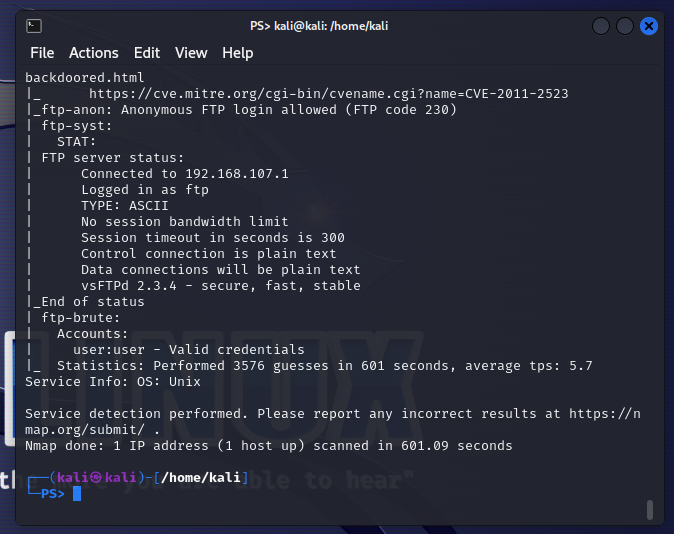 PS> kali@kali: /home/kali
File Actions Edit View Help
backdoored.html
|_      https://cve.mitre.org/cgi-bin/cvename.cgi?name=CVE-2011-2523
|_ftp-anon: Anonymous FTP login allowed (FTP code 230)
| ftp-syst:
|   STAT:
| FTP server status:
|      Connected to 192.168.107.1
|      Logged in as ftp
|      TYPE: ASCII
|      No session bandwidth limit
|      Session timeout in seconds is 300
|      Control connection is plain text
|      Data connections will be plain text
|      vsFTPd 2.3.4 - secure, fast, stable
|_End of status
| ftp-brute:
|   Accounts:
|     user:user - Valid credentials
|_  Statistics: Performed 3576 guesses in 601 seconds, average tps: 5.7
Service Info: OS: Unix
Service detection performed. Please report any incorrect results at https://n
map.org/submit/ .
Nmap done: 1 IP address (1 host up) scanned in 601.09 seconds
┌──(kali㉿kali)-[/home/kali]
└─PS>
LINUX
the able to hear"